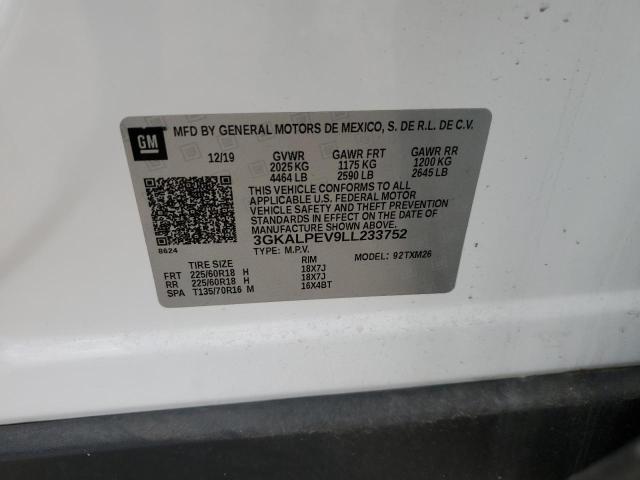 GM
MFD BY GENERAL MOTORS DE MEXICO, S. DE R.L. DE C.V.
12/19 GVWR GAWR FRT GAWR RR
2025 KG 1175 KG 1200 KG
4464 LB 2590 LB 2645 LB
THIS VEHICLE CONFORMS TO ALL
APPLICABLE U.S. FEDERAL MOTOR
VEHICLE SAFETY AND THEFT PREVENTION
STANDARDS IN EFFECT ON THE DATE OF
MANUFACTURE SHOWN ABOVE.
3GKALPEV9LL233752
8624
TYPE: M.P.V. MODEL: 92TXM26
TIRE SIZE RIM
FRT 225/60R18 H 18X7J
RR 225/60R18 H 18X7J
SPA T135/70R16 M 16X4BT